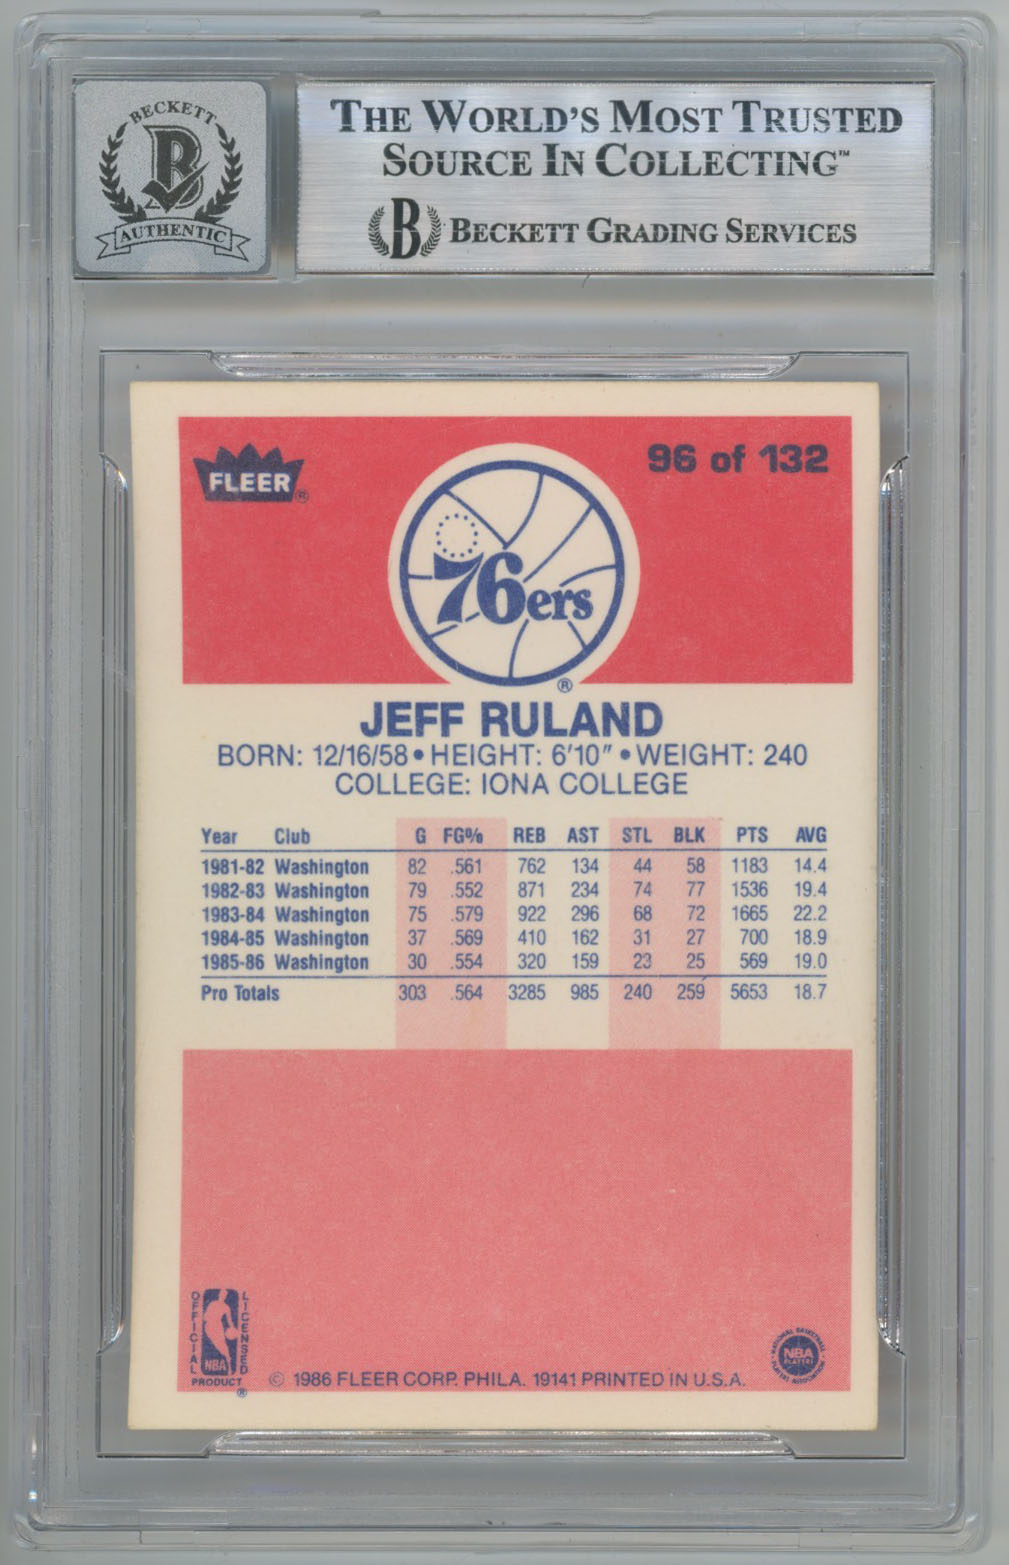 BECKETT
B
AUTHENTIC
THE WORLD'S MOST TRUSTED
SOURCE IN COLLECTING™
B BECKETT GRADING SERVICES
FLEER®
96 of 132
76ers
®
JEFF RULAND
BORN: 12/16/58 • HEIGHT: 6'10" • WEIGHT: 240
COLLEGE: IONA COLLEGE
Year Club G FG% REB AST STL BLK PTS AVG
1981-82 Washington 82 .561 762 134 44 58 1183 14.4
1982-83 Washington 79 .552 871 234 74 77 1536 19.4
1983-84 Washington 75 .579 922 296 68 72 1665 22.2
1984-85 Washington 37 .569 410 162 31 27 700 18.9
1985-86 Washington 30 .554 320 159 23 25 569 19.0
Pro Totals 303 .564 3285 985 240 259 5653 18.7
OFFICIAL LICENSED
NBA
PRODUCT
®
© 1986 FLEER CORP. PHILA. 19141 PRINTED IN U.S.A.
NATIONAL BASKETBALL
NBA
PLAYERS
PLAYERS ASSOCIATION